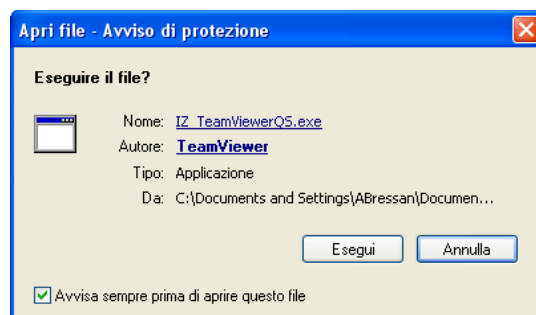 Apri file - Avviso di protezione
Eseguire il file?
Nome: IZ_TeamViewerQS.exe
Autore: TeamViewer
Tipo: Applicazione
Da: C:\Documents and Settings\ABressan\Documen...
Esegui Annulla
Avvisa sempre prima di aprire questo file